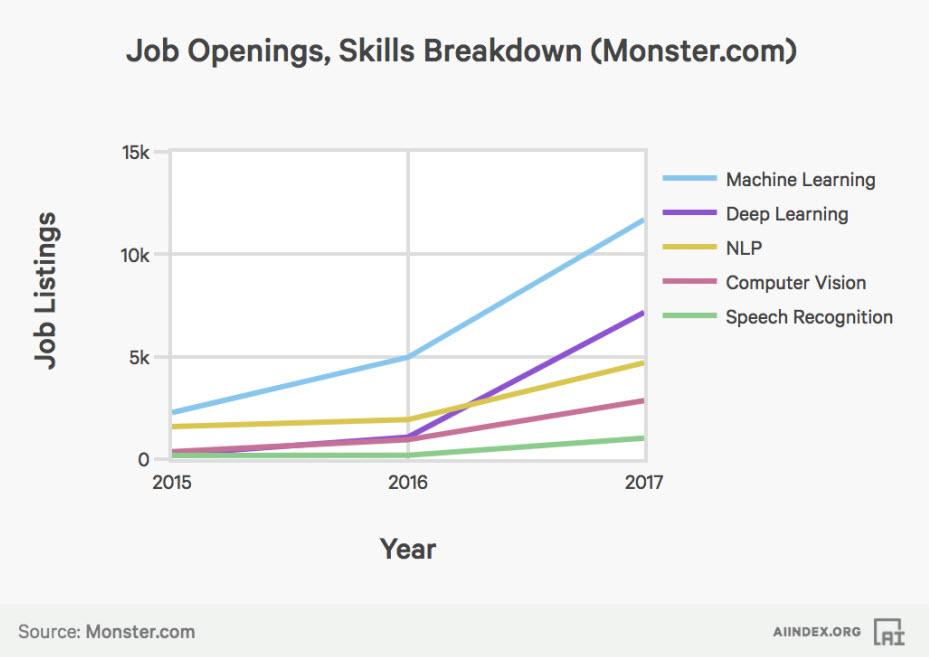 Job Openings, Skills Breakdown (Monster.com)
15k
10k
5k
0
Job Listings
2015
2016
2017
Year
Machine Learning
Deep Learning
NLP
Computer Vision
Speech Recognition
Source: Monster.com
AIINDEX.ORG
AI